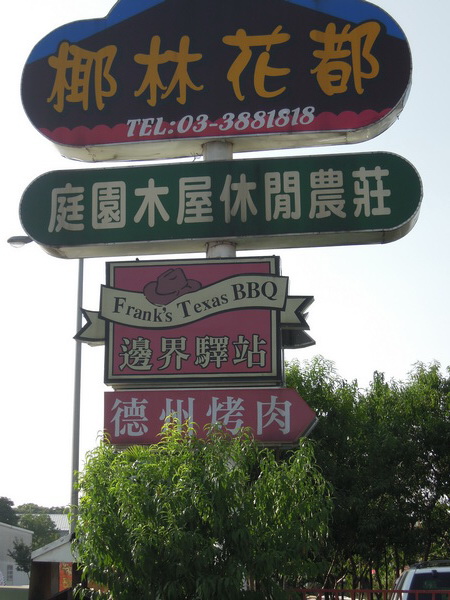 椰林花都
TEL:03-3881818
庭園木屋休閒農莊
Frank's Texas BBQ
邊界驛站
德州烤肉